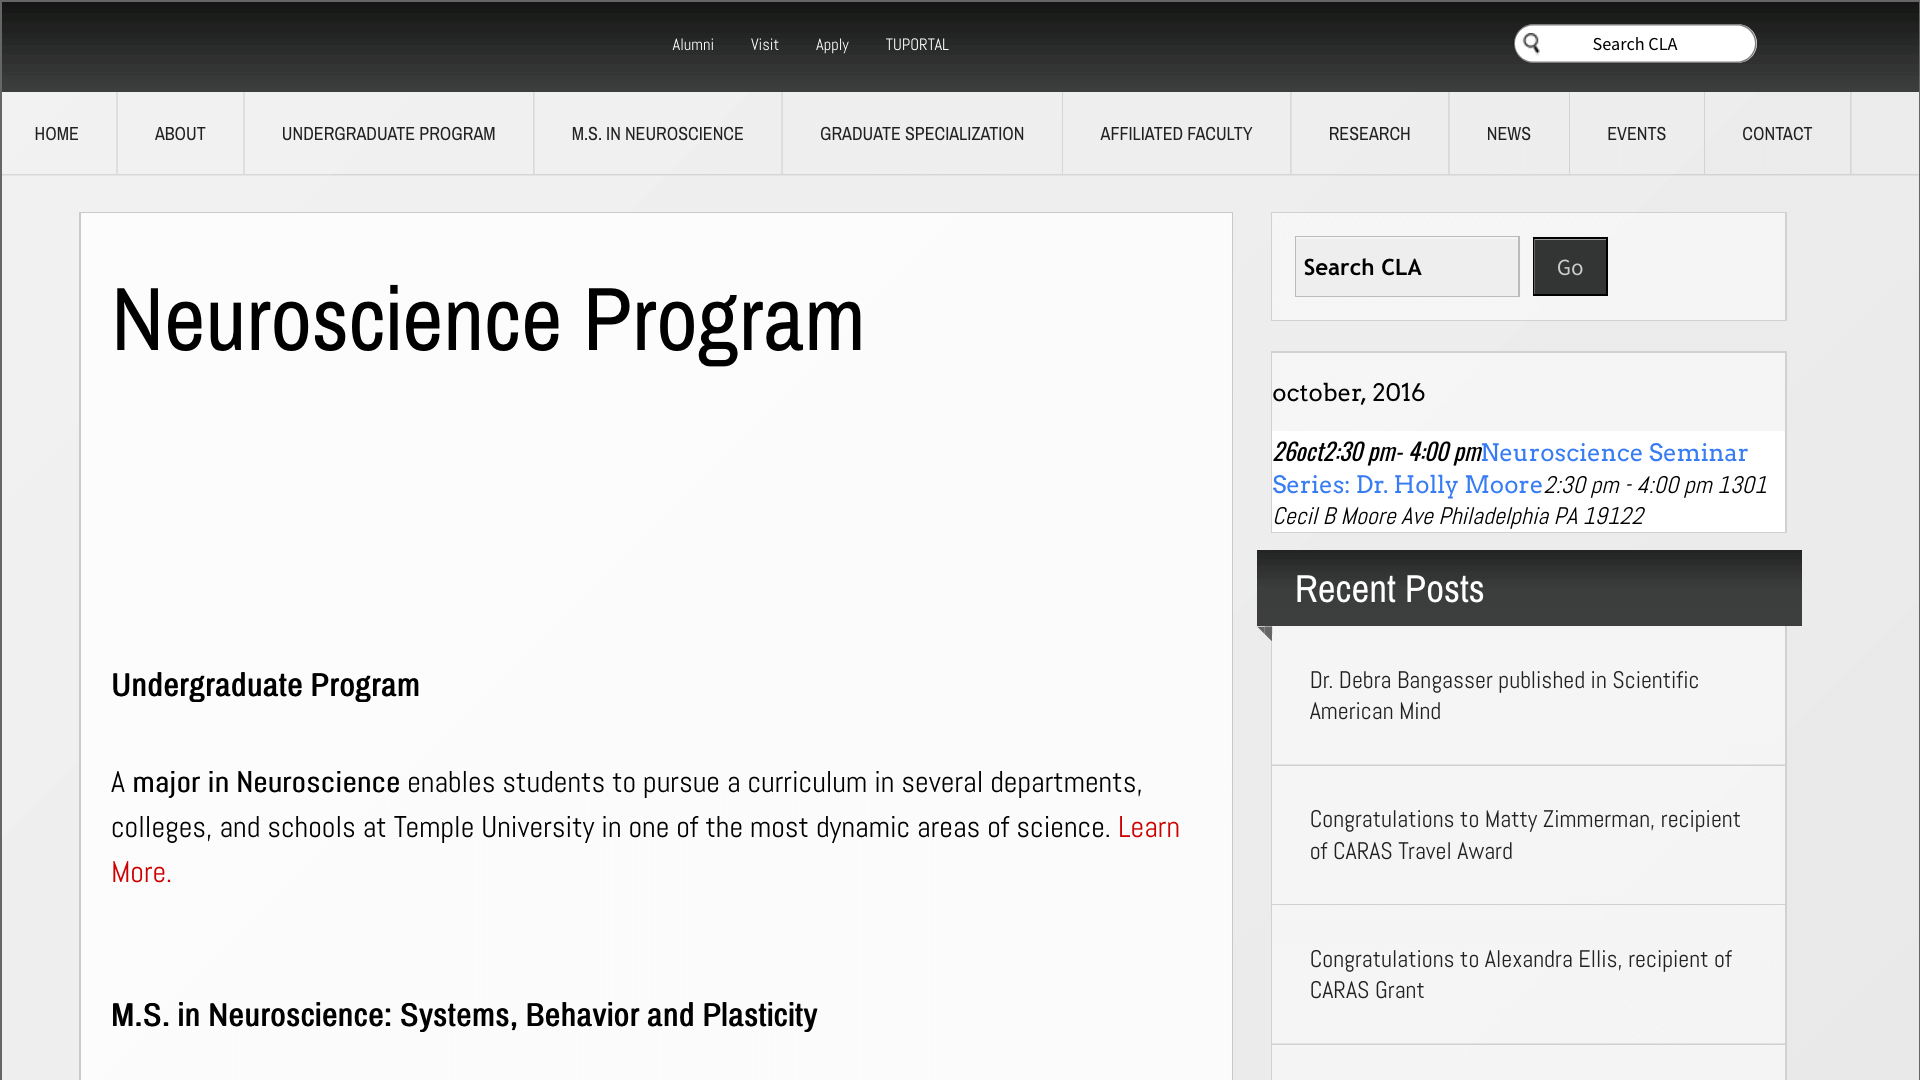 Alumni Visit Apply TUPORTAL Search CLA
HOME ABOUT UNDERGRADUATE PROGRAM M.S. IN NEUROSCIENCE GRADUATE SPECIALIZATION AFFILIATED FACULTY RESEARCH NEWS EVENTS CONTACT
Neuroscience Program
Undergraduate Program
A major in Neuroscience enables students to pursue a curriculum in several departments,
colleges, and schools at Temple University in one of the most dynamic areas of science. Learn
More.
M.S. in Neuroscience: Systems, Behavior and Plasticity
Search CLA Go
october, 2016
26oct2:30 pm- 4:00 pmNeuroscience Seminar
Series: Dr. Holly Moore2:30 pm - 4:00 pm 1301
Cecil B Moore Ave Philadelphia PA 19122
Recent Posts
Dr. Debra Bangasser published in Scientific
American Mind
Congratulations to Matty Zimmerman, recipient
of CARAS Travel Award
Congratulations to Alexandra Ellis, recipient of
CARAS Grant